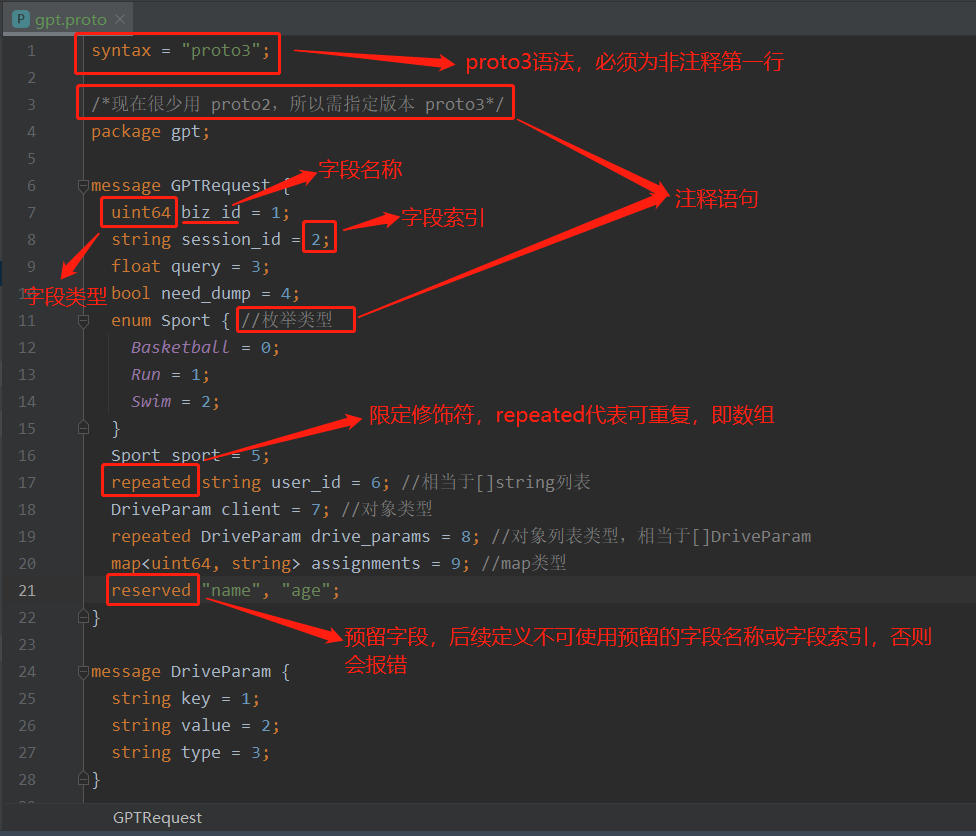 gpt.proto
1 syntax = "proto3"; proto3语法，必须为非注释第一行
2
3 /*现在很少用 proto2，所以需指定版本 proto3*/
4 package gpt;
5
字段名称
6 message GPTRequest {
注释语句
7 uint64 biz_id = 1;
字段索引
8 string session_id = 2;
9 float query = 3;
字段类型
10 bool need_dump = 4;
11 enum Sport { //枚举类型
12 Basketball = 0;
13 Run = 1;
14 Swim = 2;
限定修饰符，repeated代表可重复，即数组
15 }
16 Sport sport = 5;
17 repeated string user_id = 6; //相当于[]string列表
18 DriveParam client = 7; //对象类型
19 repeated DriveParam drive_params = 8; //对象列表类型，相当于[]DriveParam
20 map<uint64, string> assignments = 9; //map类型
21 reserved "name", "age";
22 }
预留字段，后续定义不可使用预留的字段名称或字段索引，否则
会报错
23
24 message DriveParam {
25 string key = 1;
26 string value = 2;
27 string type = 3;
28 }
GPTRequest